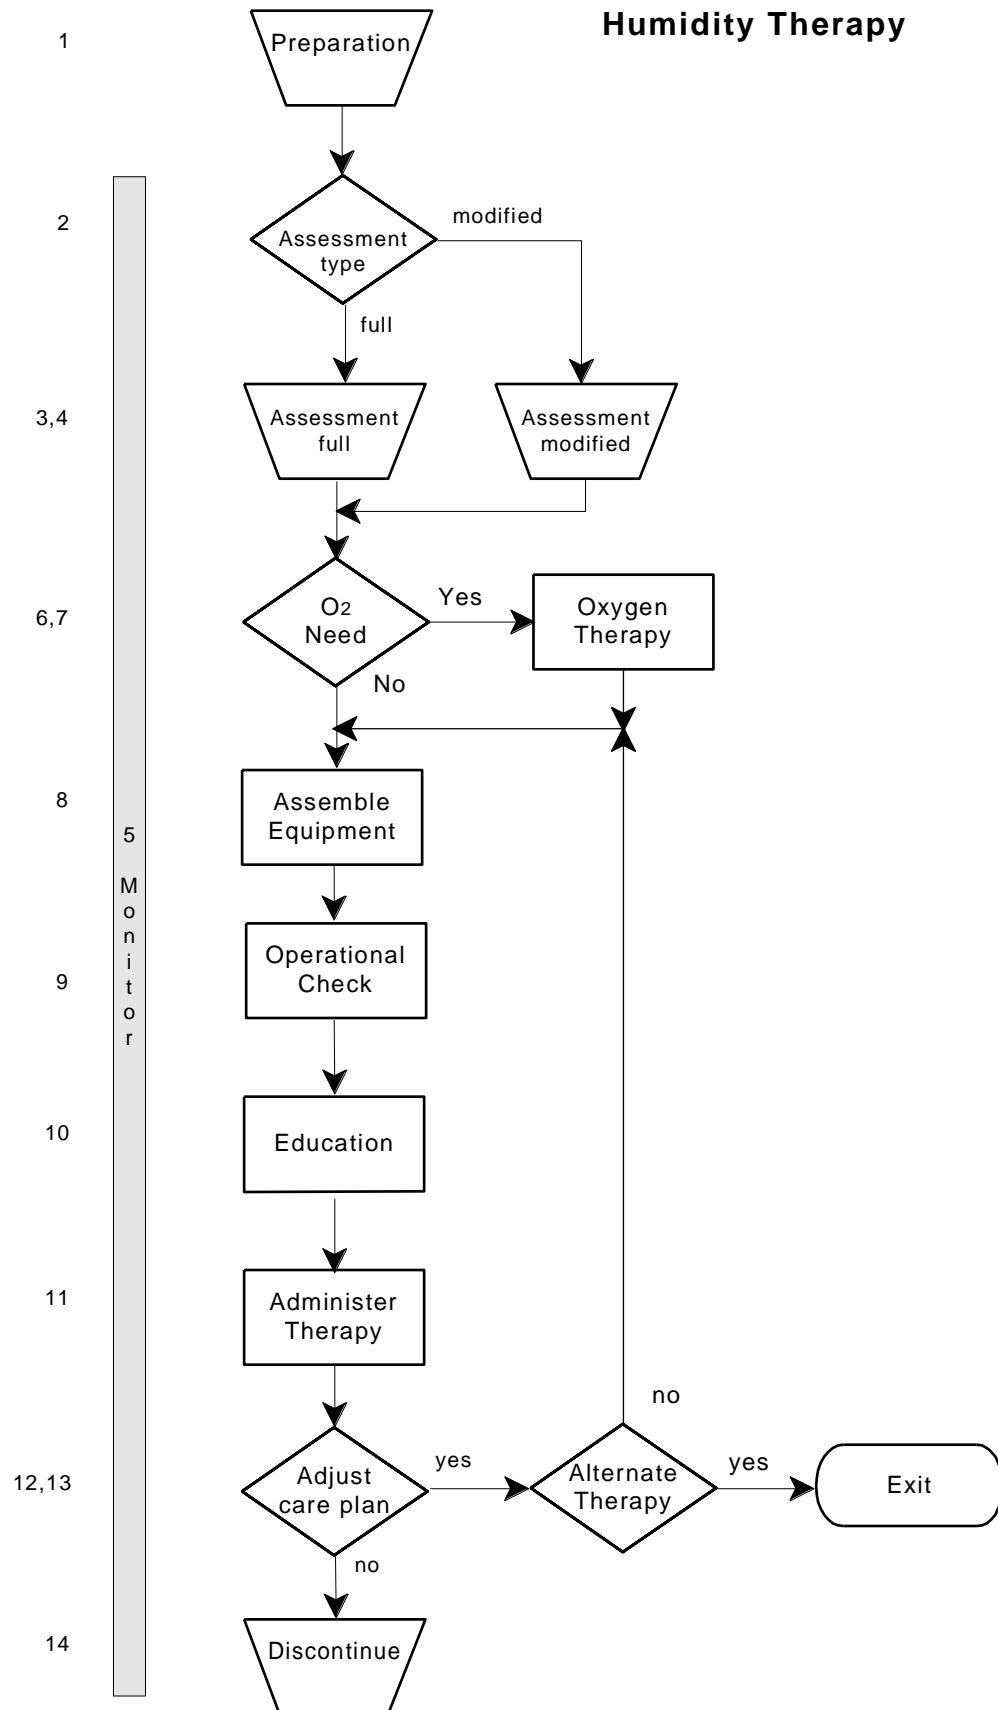 Humidity Therapy
1
Preparation
2
Assessment
type
modified
full
3,4
Assessment
full
Assessment
modified
6,7
O2
Need
Yes
Oxygen
Therapy
No
8
Assemble
Equipment
5 Monitor
9
Operational
Check
10
Education
11
Administer
Therapy
no
12,13
Adjust
care plan
yes
Alternate
Therapy
yes
Exit
no
14
Discontinue